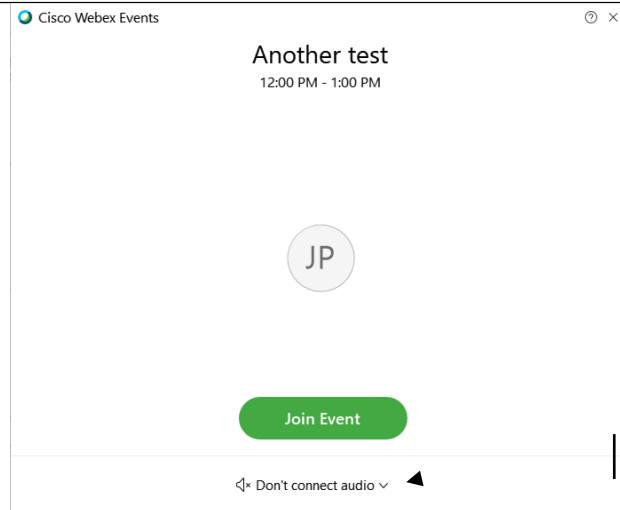 Cisco Webex Events
Another test
12:00 PM - 1:00 PM
JP
Join Event
Don't connect audio